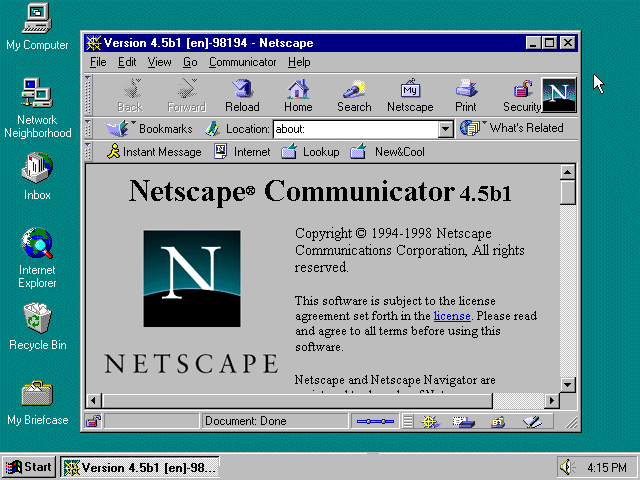 My Computer
Network
Neighborhood
Inbox
Internet
Explorer
Recycle Bin
My Briefcase
Version 4.5b1 [en]-98194 - Netscape
File Edit View Go Communicator Help
Back Forward Reload Home Search My Netscape Print Security N
Bookmarks Location: about: What's Related
Instant Message Internet Lookup New&Cool
Netscape® Communicator 4.5b1
N
NETSCAPE
Copyright © 1994-1998 Netscape
Communications Corporation, All rights
reserved.
This software is subject to the license
agreement set forth in the license. Please read
and agree to all terms before using this
software.
Netscape and Netscape Navigator are
Document: Done
Start Version 4.5b1 [en]-98... 4:15 PM